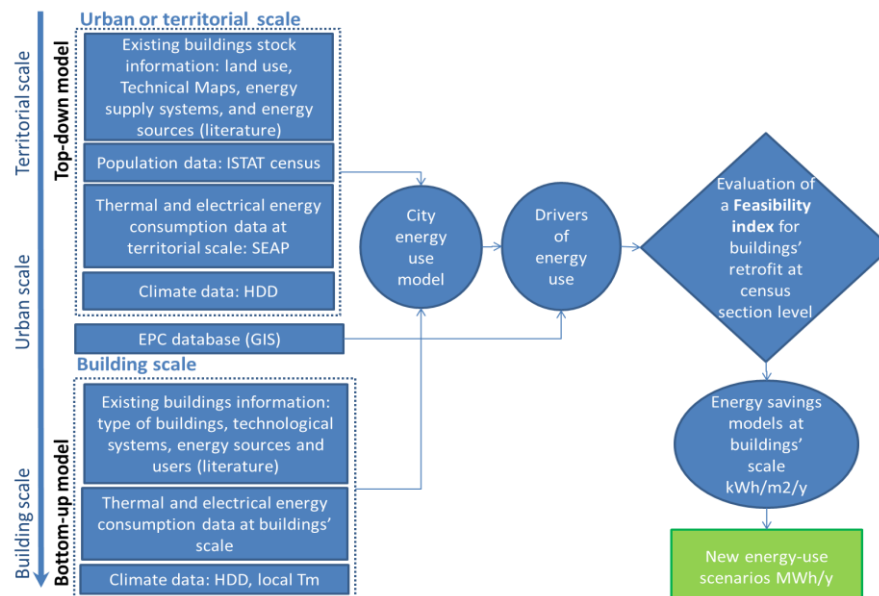 Urban or territorial scale
Territorial scale
Urban scale
Building scale
Top-down model
Existing buildings stock
information: land use,
Technical Maps, energy
supply systems, and energy
sources (literature)
Population data: ISTAT census
Thermal and electrical energy
consumption data at
territorial scale: SEAP
Climate data: HDD
EPC database (GIS)
Building scale
Bottom-up model
Existing buildings information:
type of buildings, technological
systems, energy sources and
users (literature)
Thermal and electrical energy
consumption data at buildings’
scale
Climate data: HDD, local Tm
City
energy
use
model
Drivers
of
energy
use
Evaluation of
a Feasibility
index for
buildings’
retrofit at
census
section
level
Energy savings
models at
buildings’
scale
kWh/m2/y
New energy-use
scenarios MWh/y